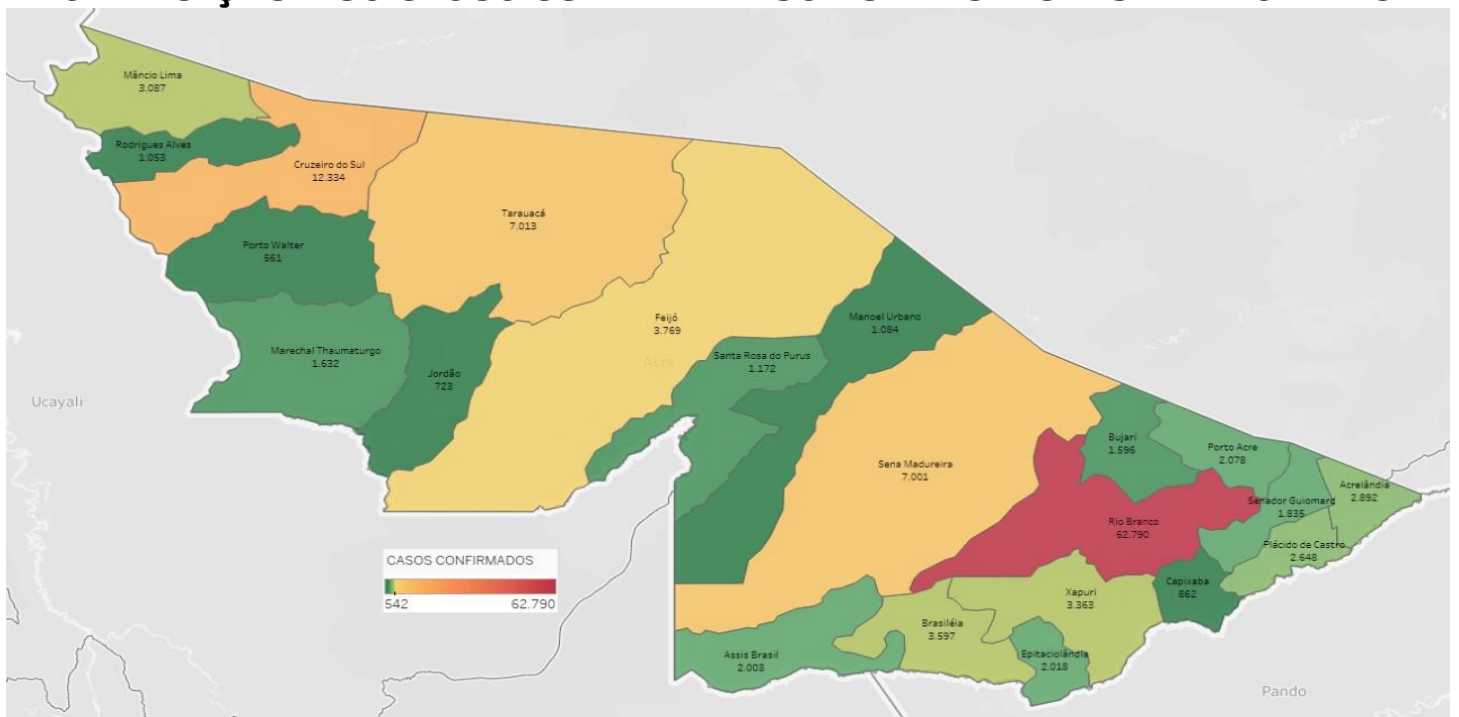 Mâncio Lima
3.087
Rodrigues Alves
1.053
Cruzeiro do Sul
12.334
Tarauacá
7.013
Porto Walter
561
Feijó
3.769
Manoel Urbano
1.084
Marechal Thaumaturgo
1.632
Jordão
723
Santa Rosa do Purus
1.172
Acre
Ucayali
Sena Madureira
7.001
Bujari
1.596
Porto Acre
2.078
Acrelândia
2.892
Senador Guiomard
1.835
Rio Branco
62.790
Plácido de Castro
2.648
CASOS CONFIRMADOS
542
62.790
Capixaba
862
Xapuri
3.363
Brasiléia
3.597
Assis Brasil
2.003
Epitaciolândia
2.018
Pando